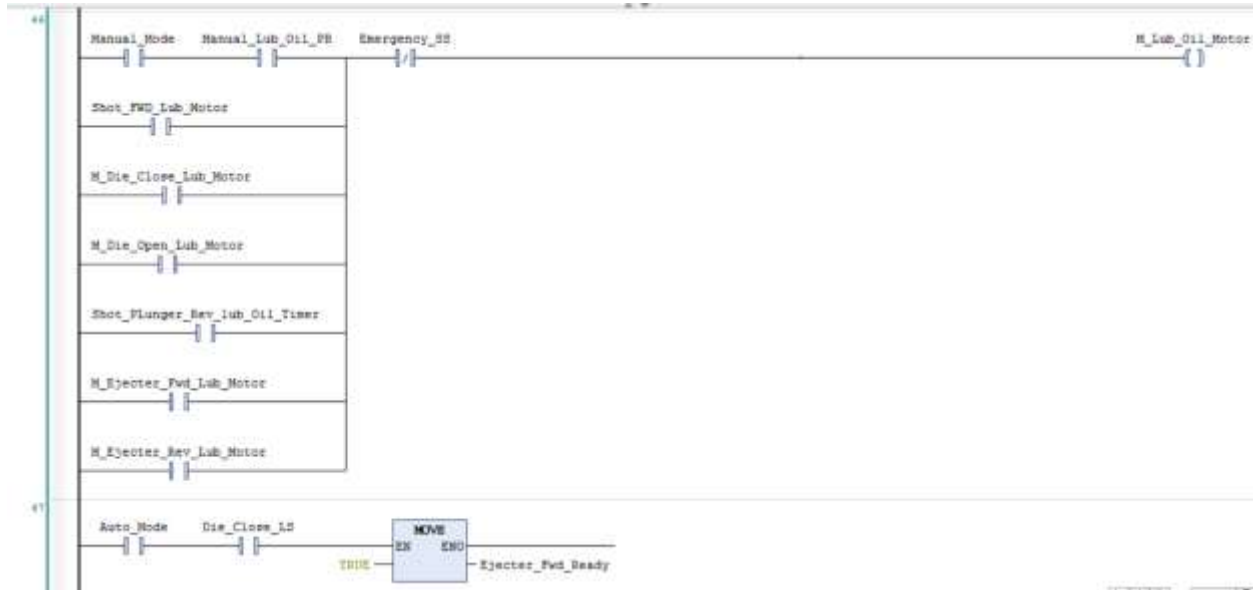 46
Manual_Mode Manual_Lub_Oil_PB Emergency_SS M_Lub_Oil_Motor
Shot_FWD_Lub_Motor
M_Die_Close_Lub_Motor
M_Die_Open_Lub_Motor
Shot_PLunger_Rev_lub_Oil_Timer
M_Ejecter_Fwd_Lub_Motor
M_Ejecter_Rev_Lub_Motor
47
Auto_Mode Die_Close_LS MOVE
EN ENO
TRUE Ejecter_Fwd_Ready